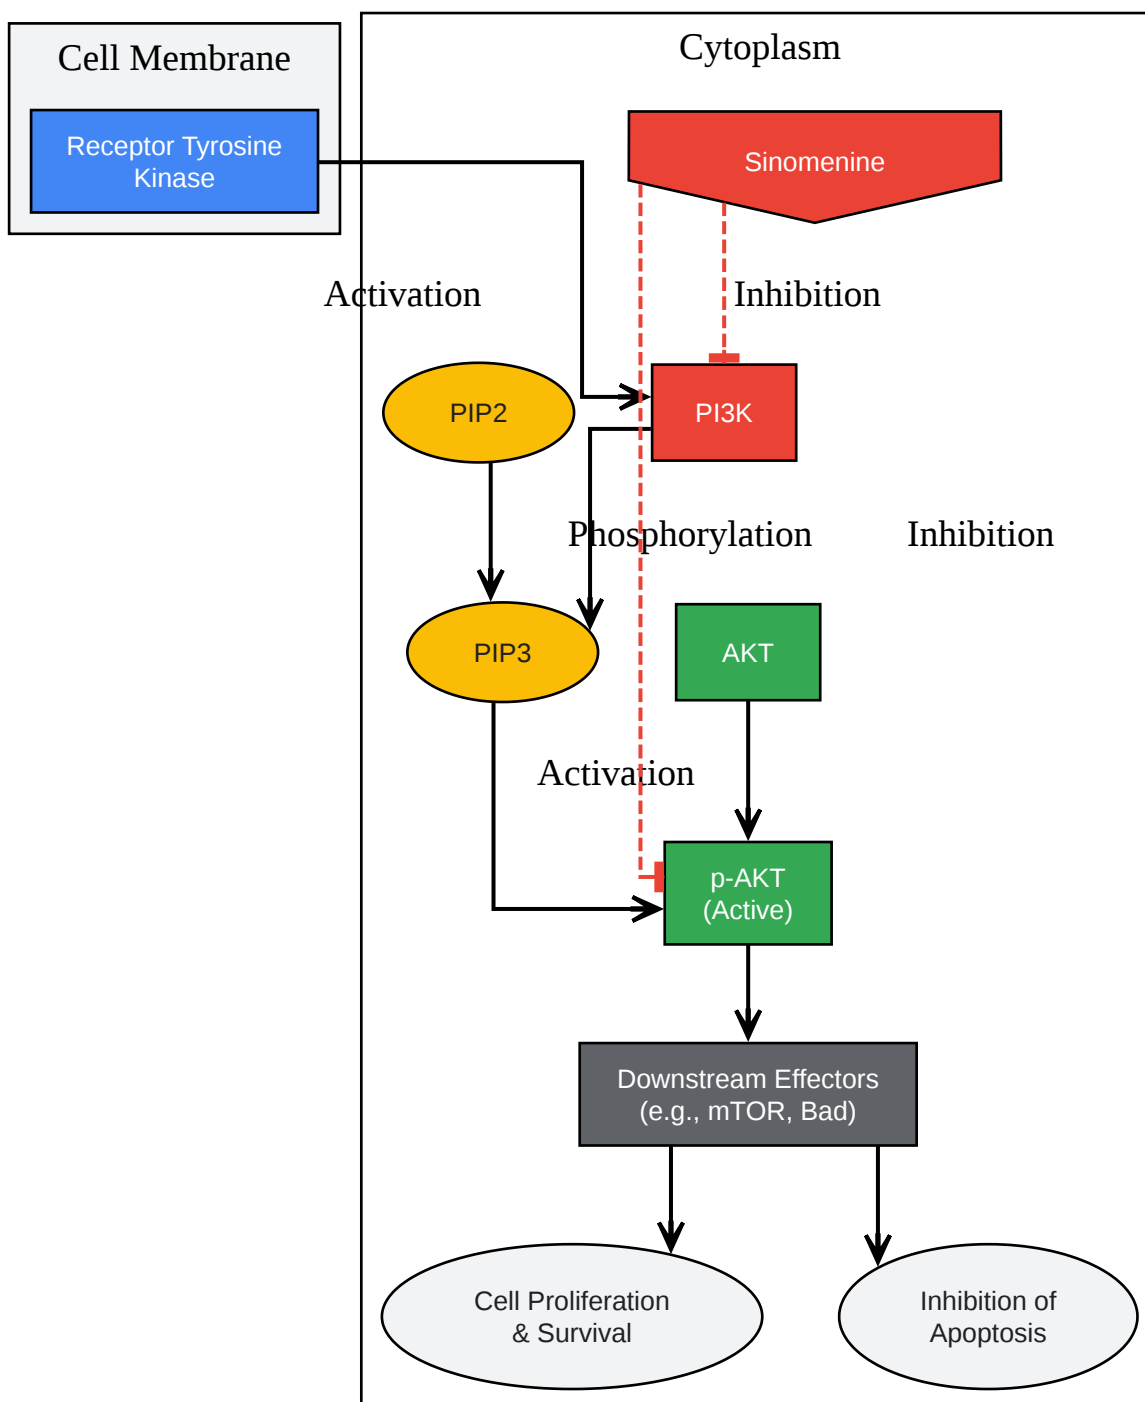 Cell Membrane
Cytoplasm
Receptor Tyrosine
Kinase
Sinomenine
Activation
Inhibition
PIP2
PI3K
Phosphorylation
Inhibition
PIP3
AKT
Activation
p-AKT
(Active)
Downstream Effectors
(e.g., mTOR, Bad)
Cell Proliferation
& Survival
Inhibition of
Apoptosis